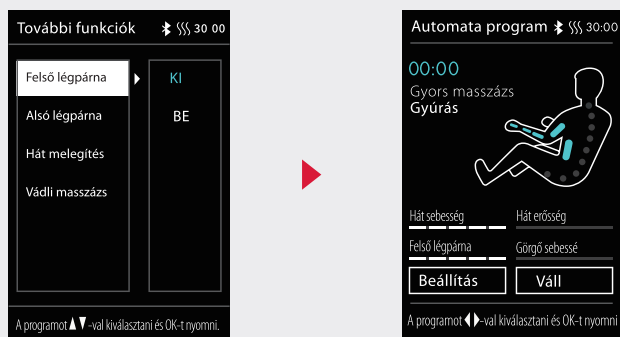 További funkciók 30 00
Felső légpárna KI
Alsó légpárna BE
Hát melegítés
Vádli masszázs
A programot ▲▼-val kiválasztani és OK-t nyomni.
Automata program 30:00
00:00
Gyors masszázs
Gyúrás
Hát sebesség Hát erősség
Felső légpárna Görgő sebessé
Beállítás Váll
A programot ◀▶-val kiválasztani és OK-t nyomni